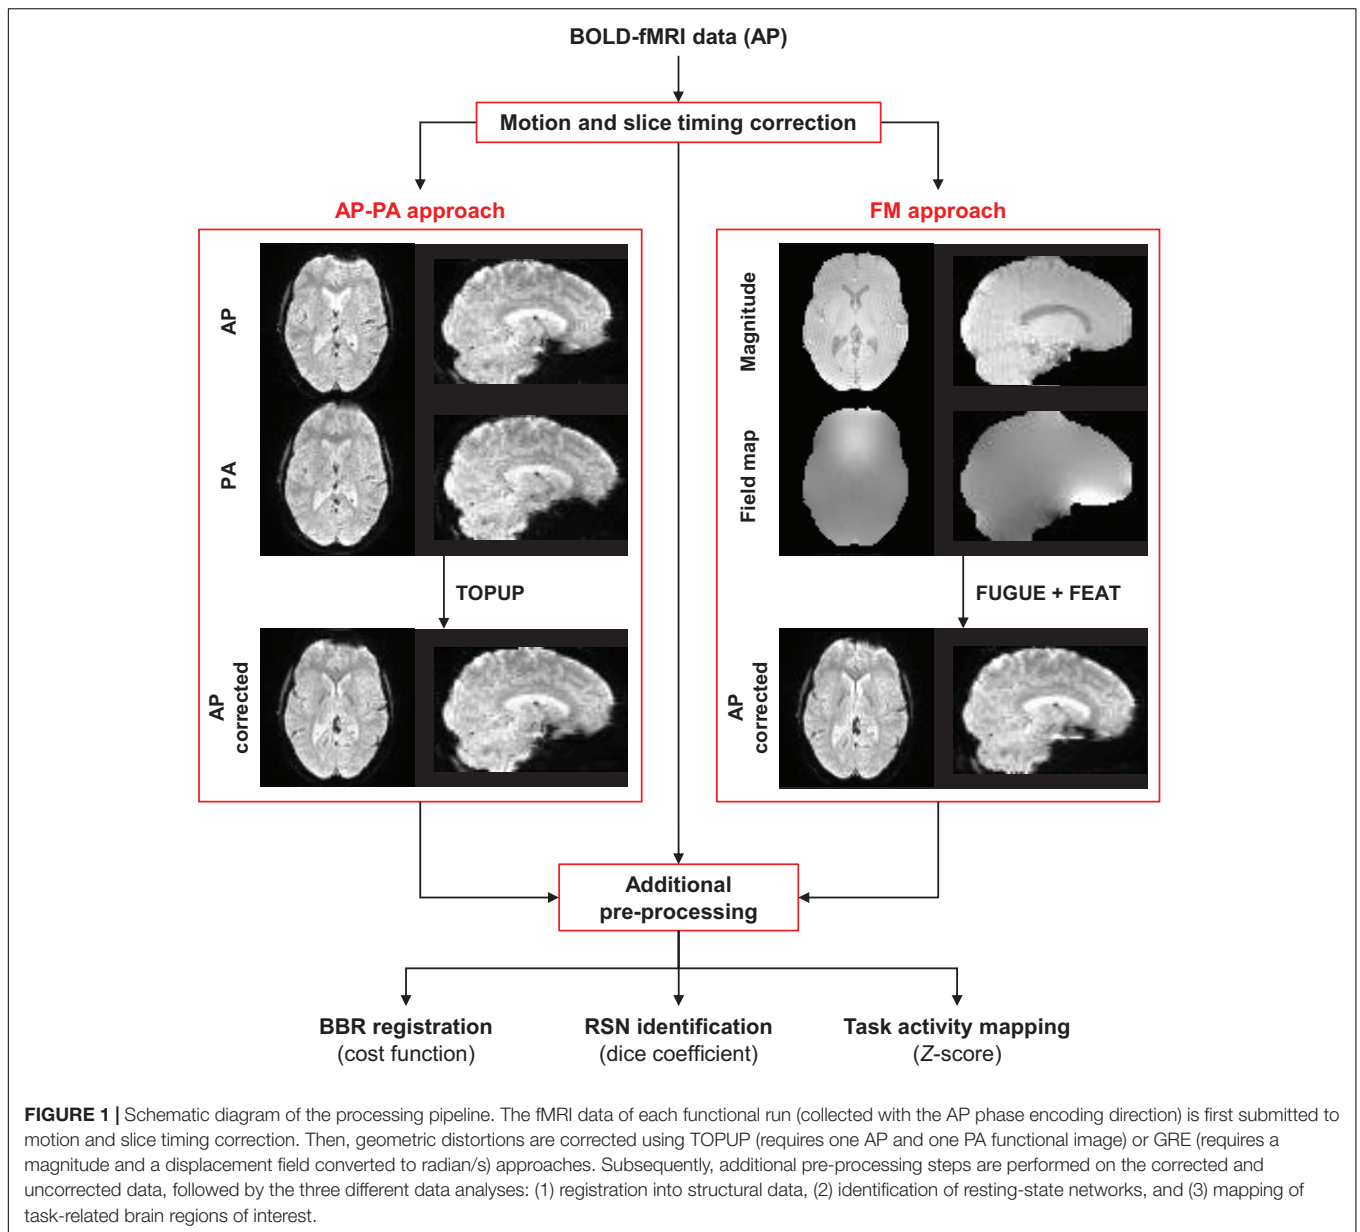 BOLD-fMRI data (AP)
Motion and slice timing correction
AP-PA approach
FM approach
AP
PA
TOPUP
AP
corrected
Magnitude
Field map
FUGUE + FEAT
AP
corrected
Additional
pre-processing
BBR registration
(cost function)
RSN identification
(dice coefficient)
Task activity mapping
(Z-score)
FIGURE 1 | Schematic diagram of the processing pipeline. The fMRI data of each functional run (collected with the AP phase encoding direction) is first submitted to
motion and slice timing correction. Then, geometric distortions are corrected using TOPUP (requires one AP and one PA functional image) or GRE (requires a
magnitude and a displacement field converted to radian/s) approaches. Subsequently, additional pre-processing steps are performed on the corrected and
uncorrected data, followed by the three different data analyses: (1) registration into structural data, (2) identification of resting-state networks, and (3) mapping of
task-related brain regions of interest.